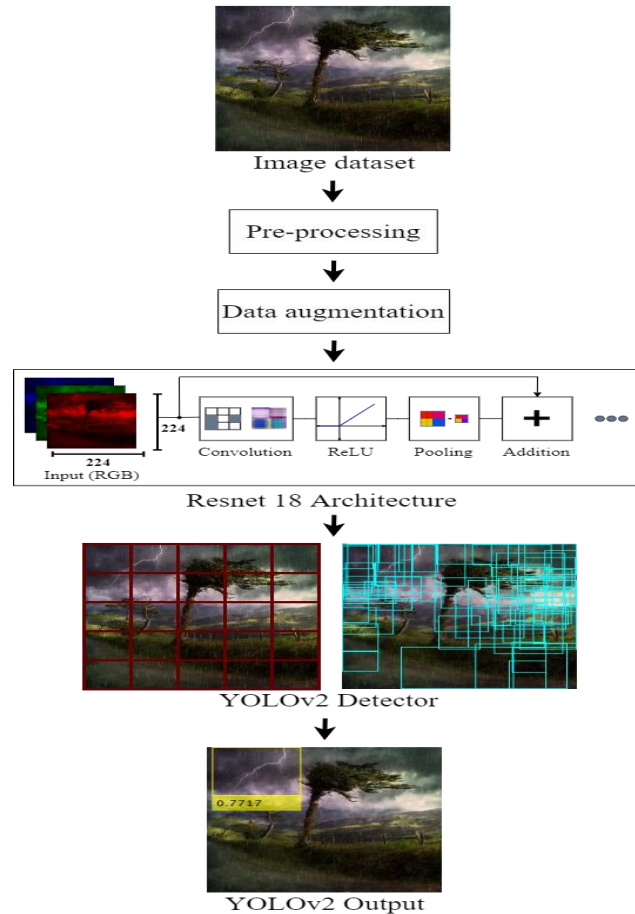 Image dataset
Pre-processing
Data augmentation
224
224
Input (RGB)
Convolution
ReLU
Pooling
Addition
Resnet 18 Architecture
YOLOv2 Detector
0.7717
YOLOv2 Output